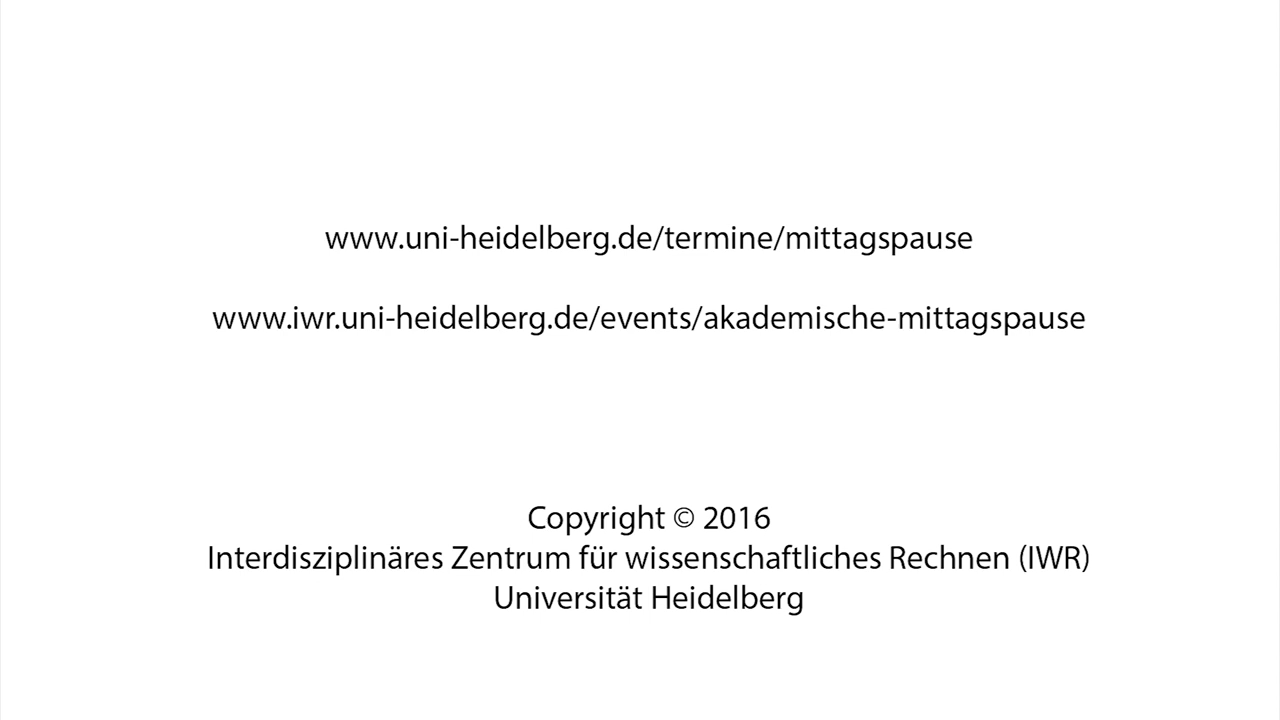 www.uni-heidelberg.de/termine/mittagspause
www.iwr.uni-heidelberg.de/events/akademische-mittagspause
Copyright © 2016
Interdisziplinäres Zentrum für wissenschaftliches Rechnen (IWR)
Universität Heidelberg